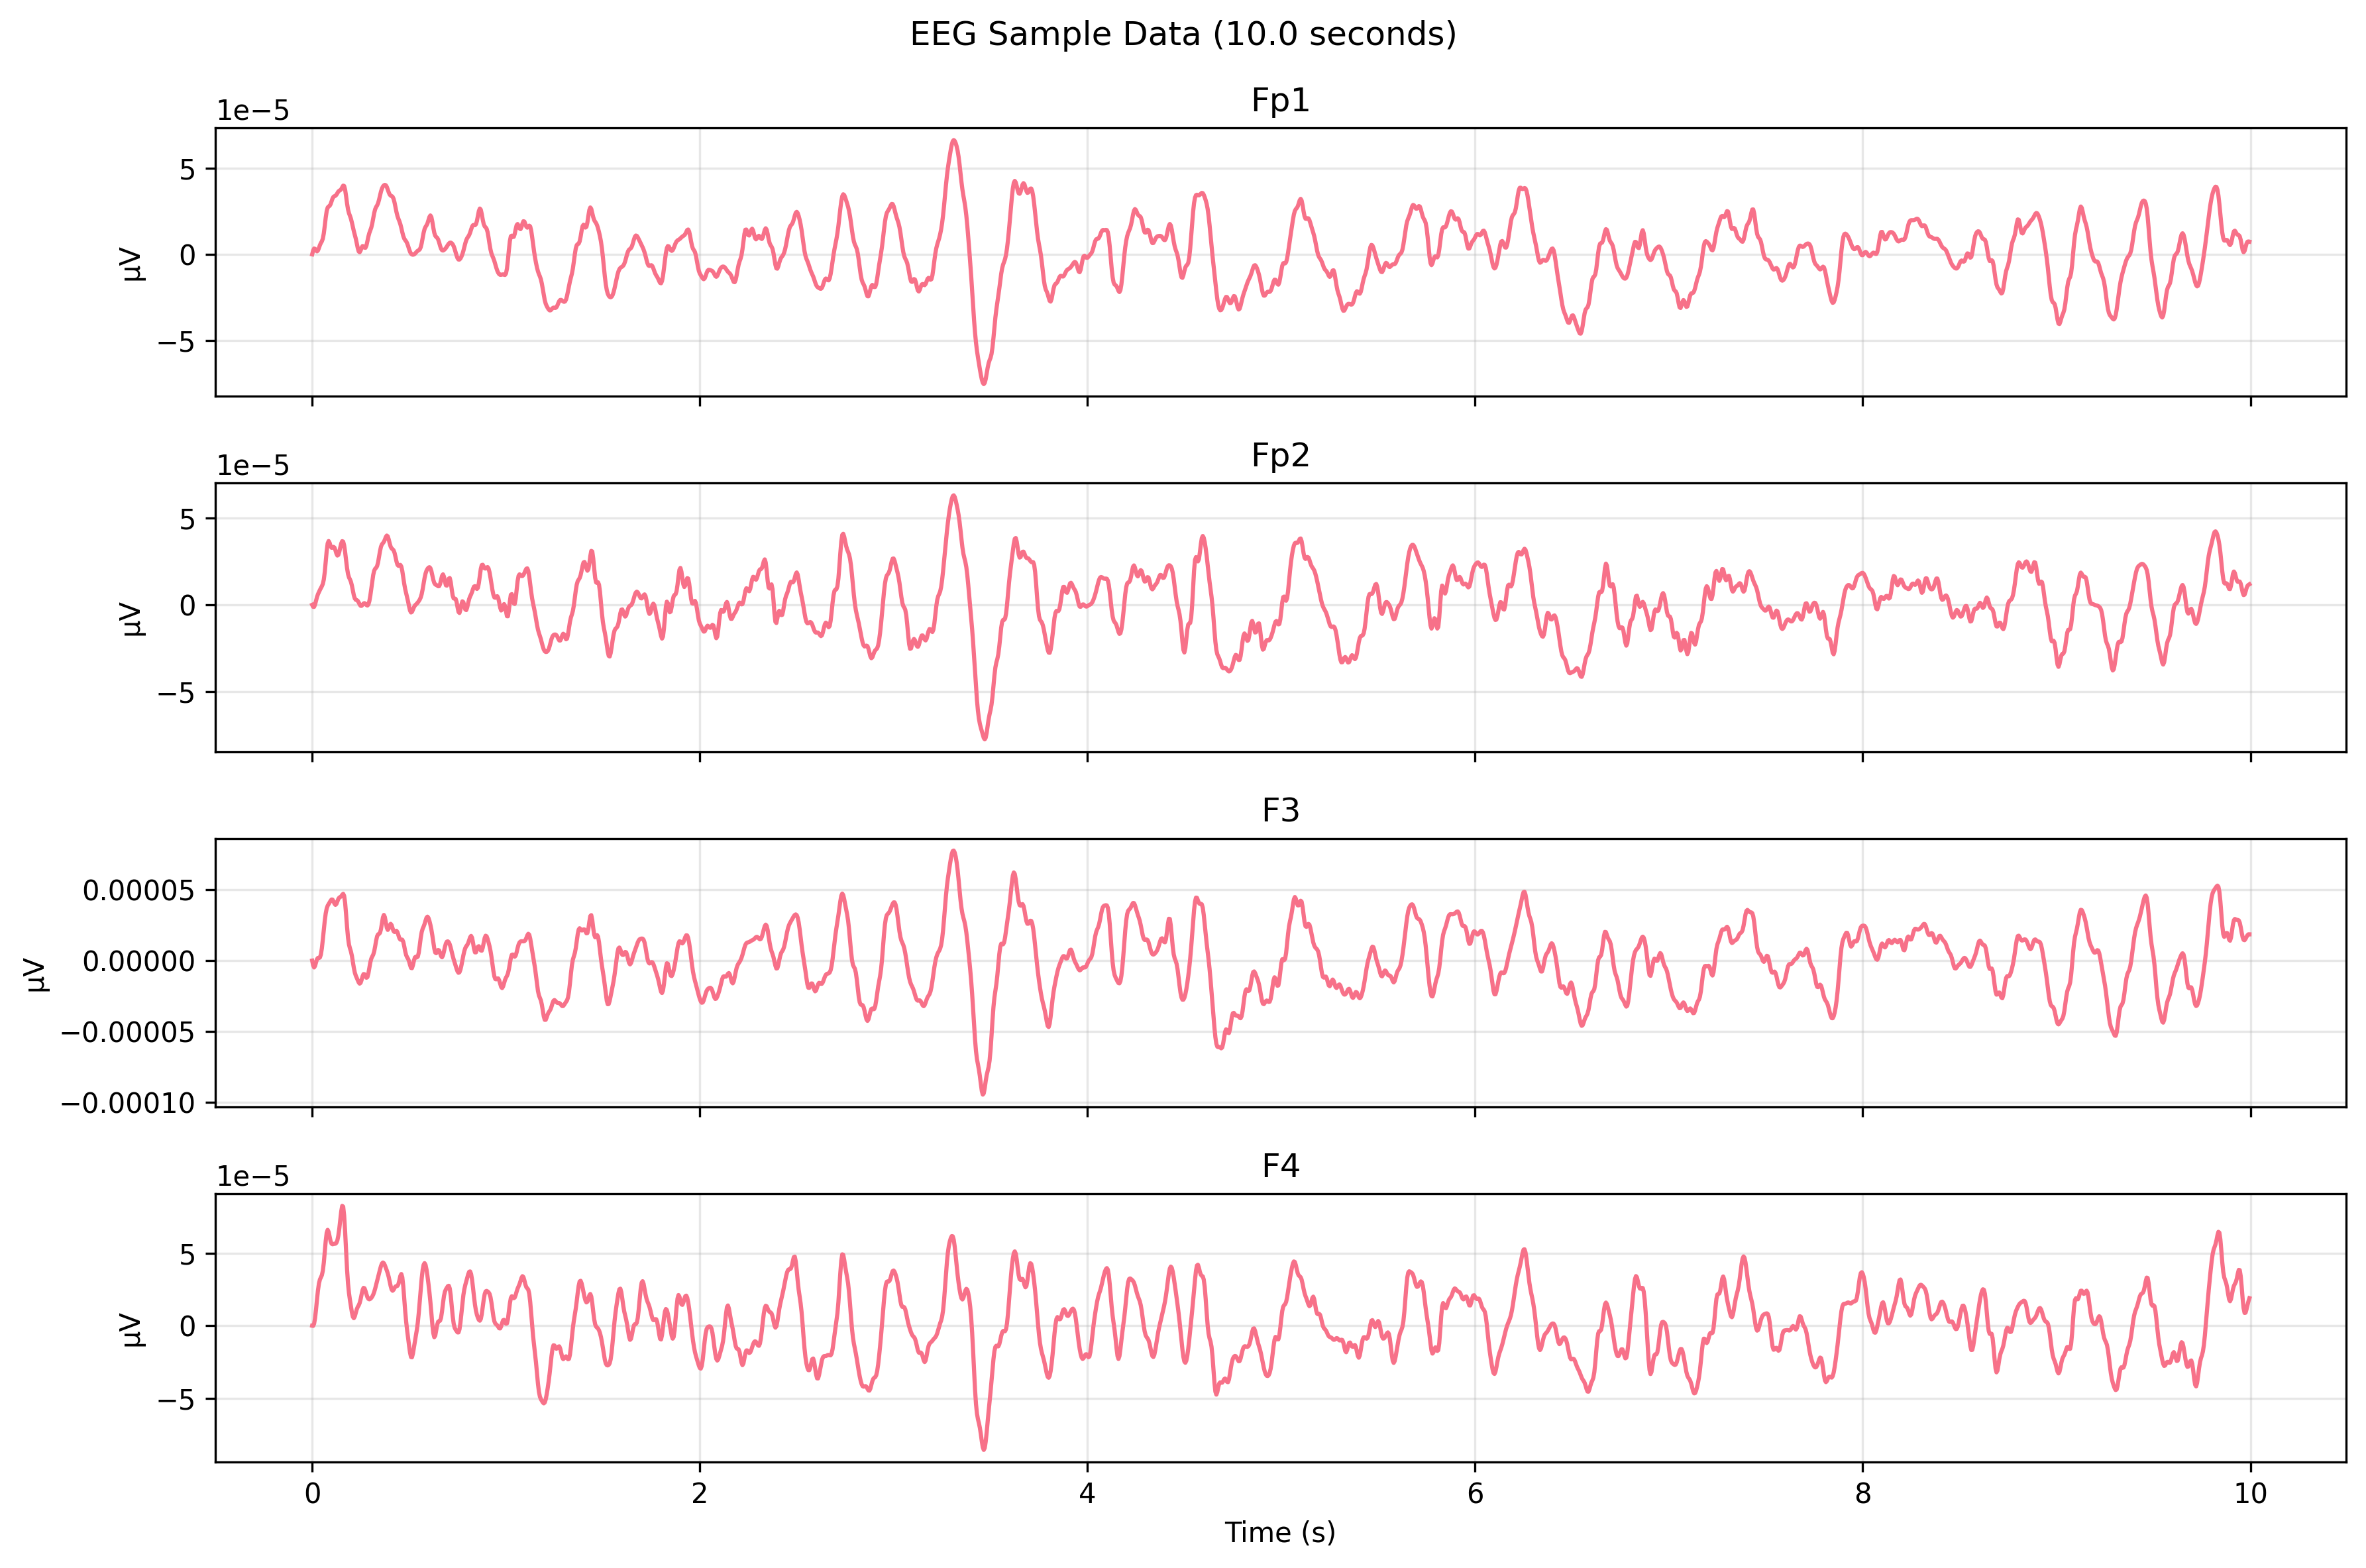 EEG Sample Data (10.0 seconds)
Fp1
1e−5
5
0
−5
µV
Fp2
1e−5
5
0
−5
µV
F3
0.00005
0.00000
−0.00005
−0.00010
µV
F4
1e−5
5
0
−5
µV
0 2 4 6 8 10
Time (s)